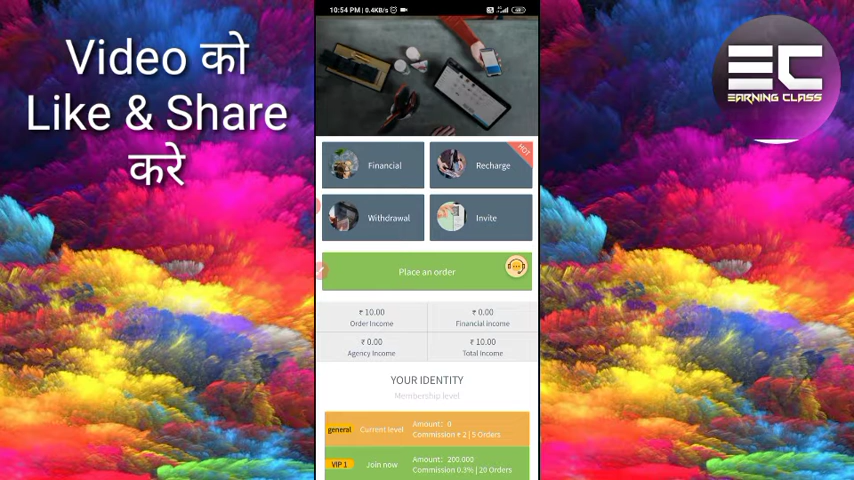 Video को
Like & Share
करे
EC
EARNING CLASS
10:54 PM | 0.4KB/s
Financial
Recharge
HOT
Withdrawal
Invite
Place an order
₹ 10.00
Order Income
₹ 0.00
Financial income
₹ 0.00
Agency Income
₹ 10.00
Total Income
YOUR IDENTITY
Membership level
general
Current level
Amount: 0
Commission ₹ 2 | 5 Orders
VIP 1
Join now
Amount: 200.000
Commission 0.3% | 20 Orders